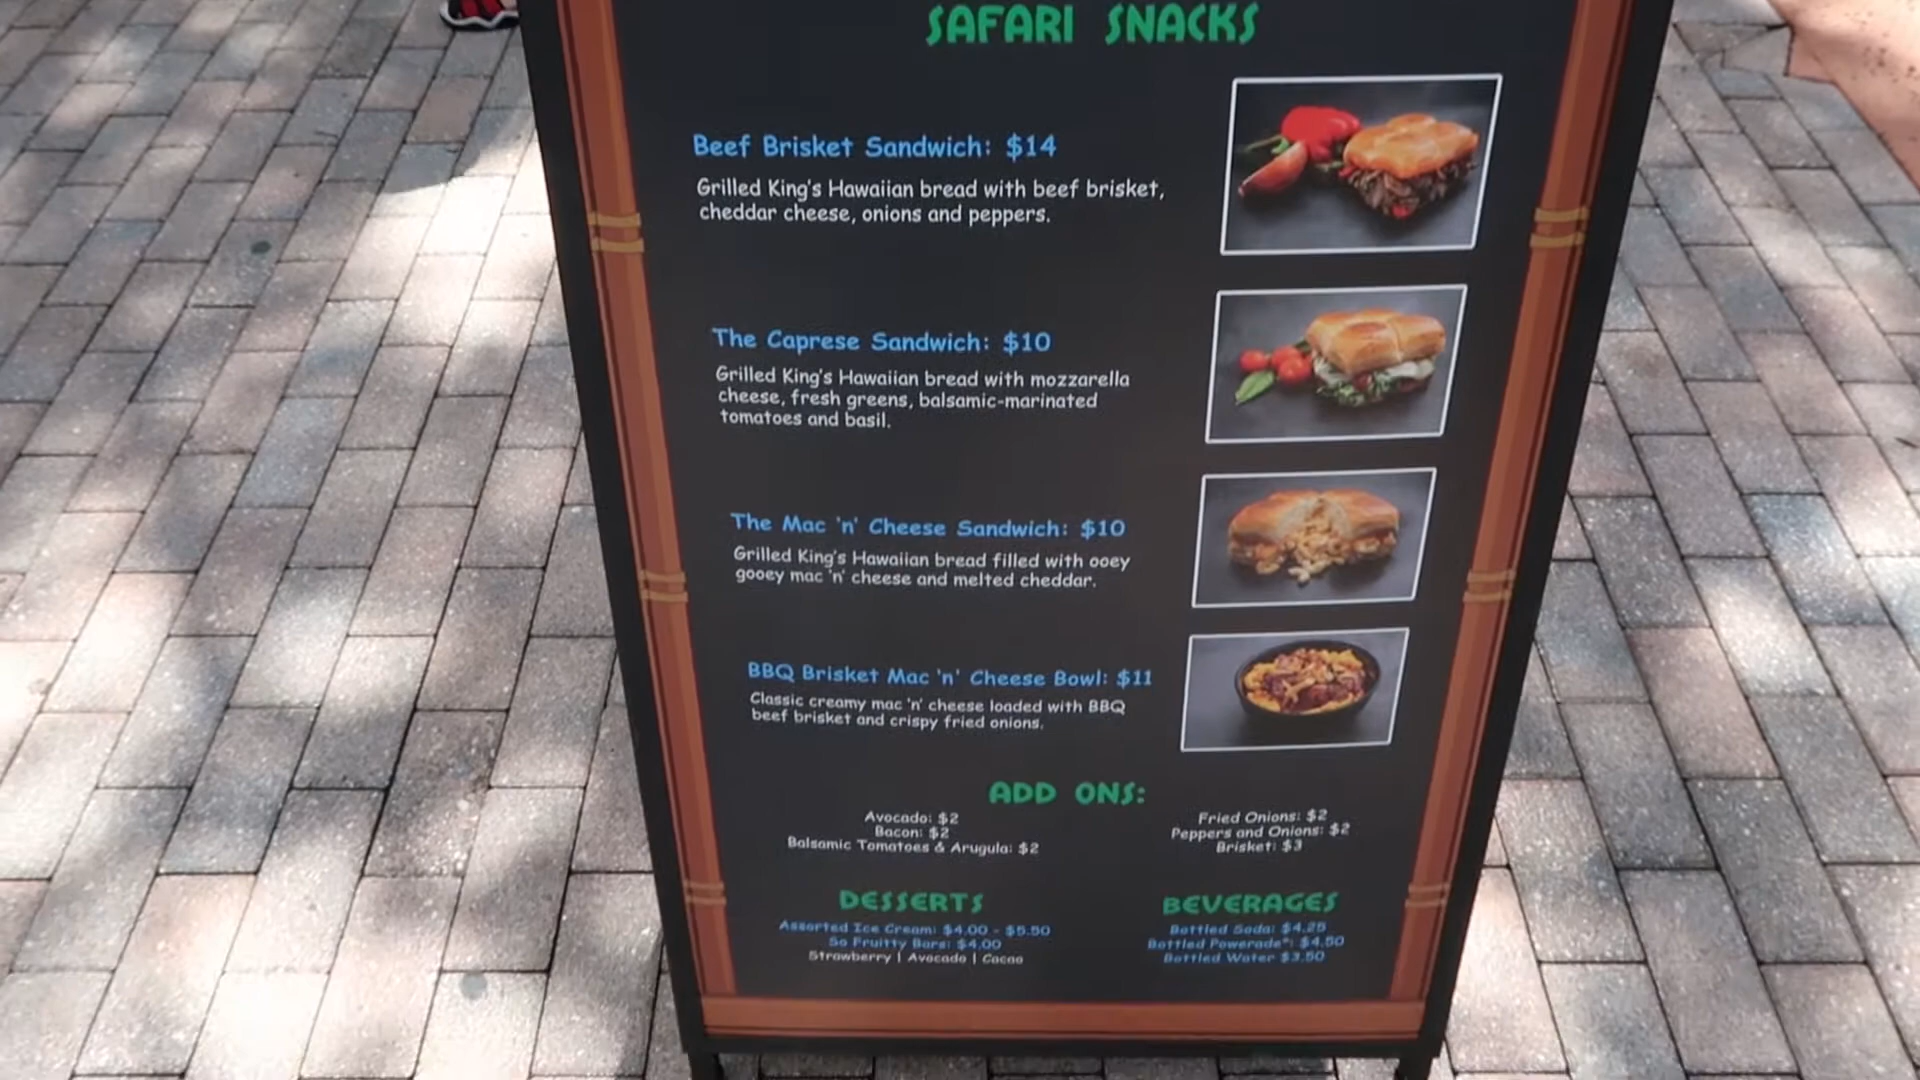 SAFARI SNACKS
Beef Brisket Sandwich: $14
Grilled King's Hawaiian bread with beef brisket,
cheddar cheese, onions and peppers.
The Caprese Sandwich: $10
Grilled King's Hawaiian bread with mozzarella
cheese, fresh greens, balsamic-marinated
tomatoes and basil.
The Mac 'n' Cheese Sandwich: $10
Grilled King's Hawaiian bread filled with ooey
gooey mac 'n' cheese and melted cheddar.
BBQ Brisket Mac 'n' Cheese Bowl: $11
Classic creamy mac 'n' cheese loaded with BBQ
beef brisket and crispy fried onions.
ADD ONS:
Avocado: $2
Bacon: $2
Balsamic Tomatoes & Arugula: $2
Fried Onions: $2
Peppers and Onions: $2
Brisket: $3
DESSERTS
Assorted Ice Cream: $4.00 - $5.50
So Fruitty Bars: $4.00
Strawberry | Avocado | Cacao
BEVERAGES
Bottled Soda: $4.25
Bottled Powerade®: $4.50
Bottled Water $3.50